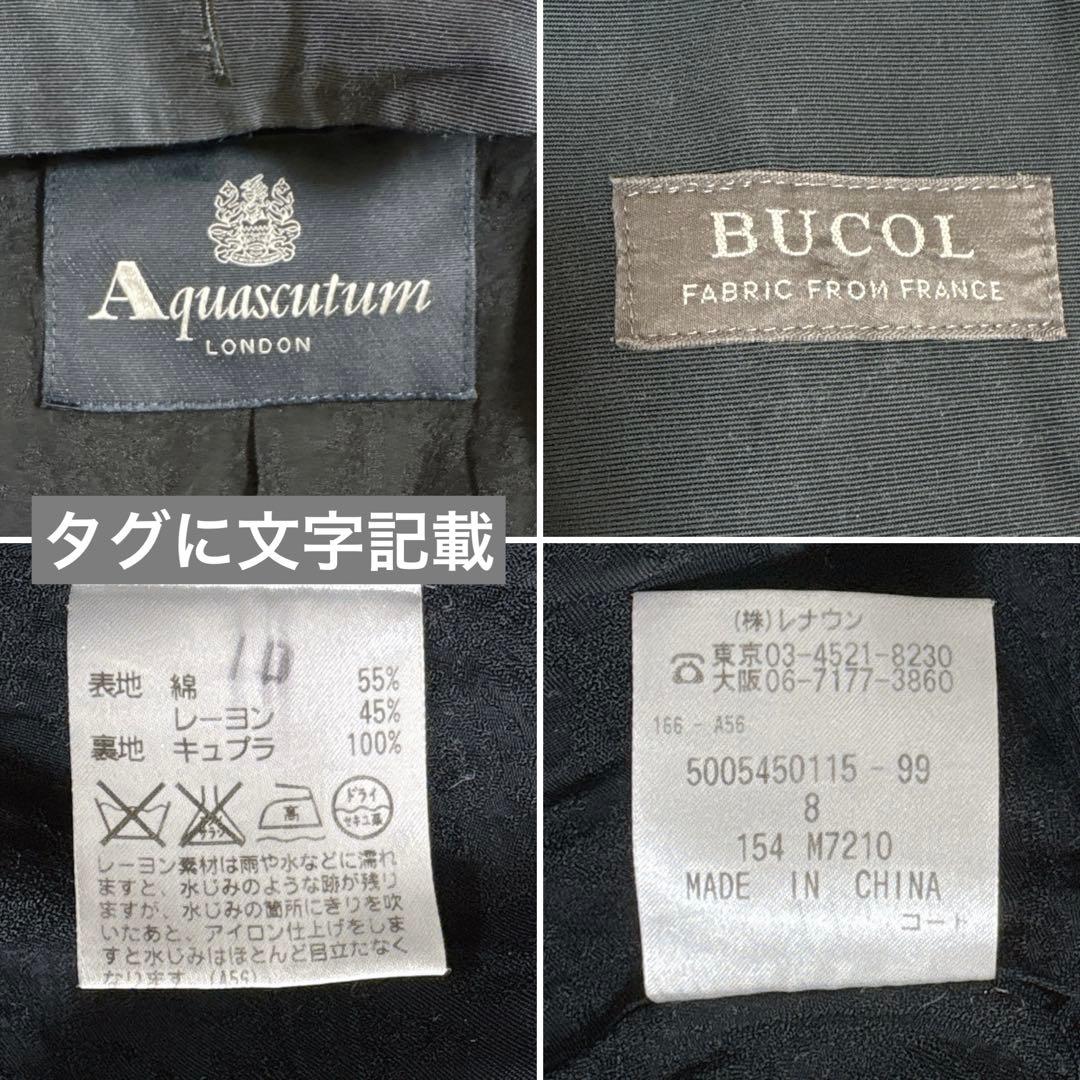 Aquascutum
LONDON
BUCOL
FABRIC FROM FRANCE
タグに文字記載
10
表地 綿 55%
レーヨン 45%
裏地 キュプラ 100%
高
ドライ
セキユ系
レーヨン素材は雨や水などに濡れ
ますと、水じみのような跡が残り
ますが、水じみの箇所にきりを吹
いたあと、アイロン仕上げをしま
すと水じみはほとんど目立たなく
なります。(A56)
(株)レナウン
☎東京03-4521-8230
大阪06-7177-3860
166 - A56
5005450115 - 99
8
154 M7210
MADE IN CHINA
コート